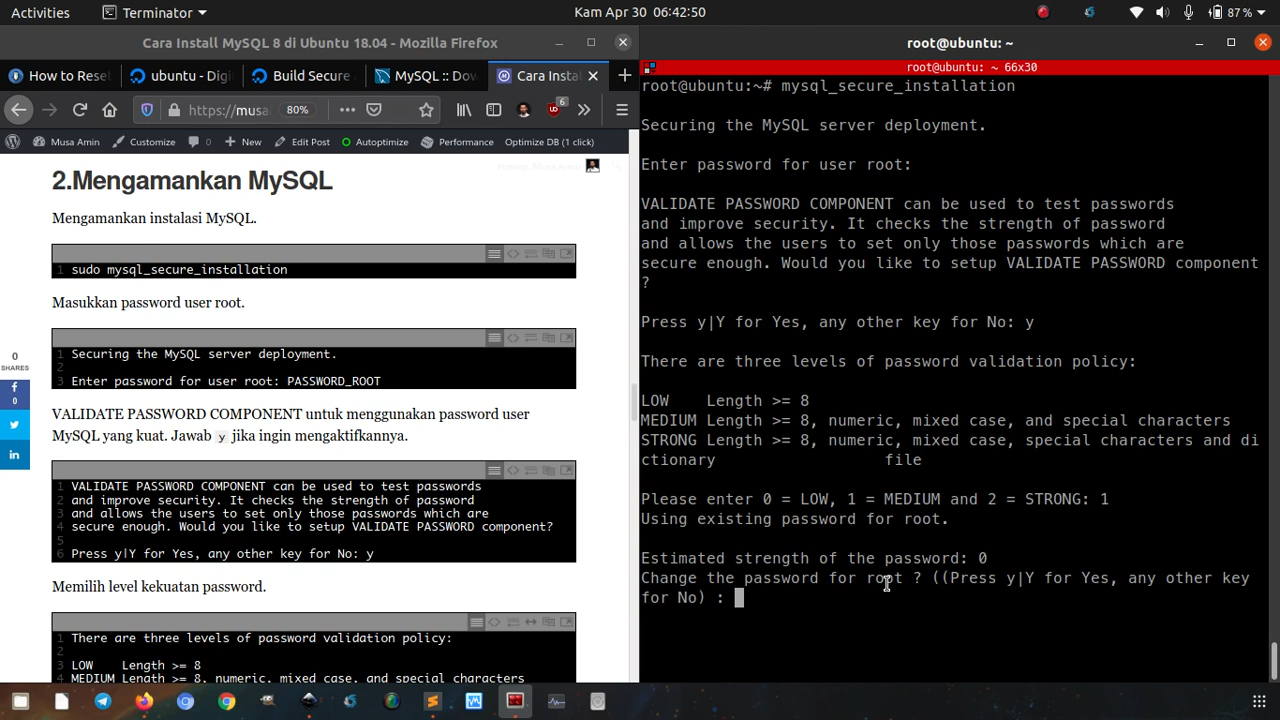 Activities
Terminator
Kam Apr 30 06:42:50
87 %
Cara Install MySQL 8 di Ubuntu 18.04 - Mozilla Firefox
How to Rese
ubuntu - Digi
Build Secure
MySQL :: Dow
Cara Insta
https://musa
80%
6
Musa Amin
Customize
0
New
Edit Post
Autoptimize
Performance
Optimize DB (1 click)
2.Mengamankan MySQL
Mengamankan instalasi MySQL.
1 sudo mysql_secure_installation
Masukkan password user root.
1 Securing the MySQL server deployment.
2
3 Enter password for user root: PASSWORD_ROOT
VALIDATE PASSWORD COMPONENT untuk menggunakan password user
MySQL yang kuat. Jawab y jika ingin mengaktifkannya.
1 VALIDATE PASSWORD COMPONENT can be used to test passwords
2 and improve security. It checks the strength of password
3 and allows the users to set only those passwords which are
4 secure enough. Would you like to setup VALIDATE PASSWORD component?
5
6 Press y|Y for Yes, any other key for No: y
Memilih level kekuatan password.
1 There are three levels of password validation policy:
2
3 LOW Length >= 8
4 MEDIUM Length >= 8, numeric, mixed case, and special characters
0
SHARES
0
root@ubuntu: ~
root@ubuntu: ~ 66x30
root@ubuntu:~# mysql_secure_installation
Securing the MySQL server deployment.
Enter password for user root:
VALIDATE PASSWORD COMPONENT can be used to test passwords
and improve security. It checks the strength of password
and allows the users to set only those passwords which are
secure enough. Would you like to setup VALIDATE PASSWORD component
?
Press y|Y for Yes, any other key for No: y
There are three levels of password validation policy:
LOW Length >= 8
MEDIUM Length >= 8, numeric, mixed case, and special characters
STRONG Length >= 8, numeric, mixed case, special characters and di
ctionary file
Please enter 0 = LOW, 1 = MEDIUM and 2 = STRONG: 1
Using existing password for root.
Estimated strength of the password: 0
Change the password for root ? ((Press y|Y for Yes, any other key
for No) :